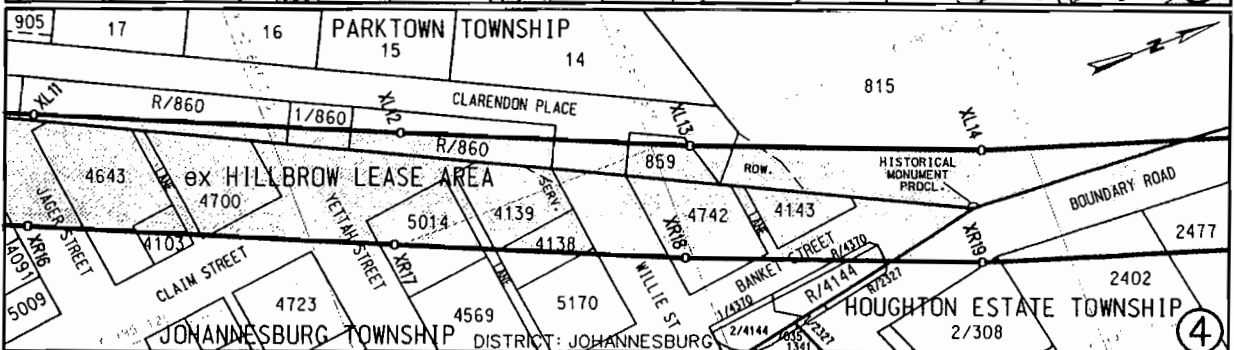 905
17
16
PARKTOWN TOWNSHIP
15
14
N
815
XL11
R/860
1/860
XL12
CLARENDON PLACE
R/860
XL13
859
ROW.
XL14
HISTORICAL
MONUMENT
PROCL.
BOUNDARY ROAD
4643
LANE
ex HILLBROW LEASE AREA
4700
JAGER STREET
4103
YETTAH STREET
5014
4139
SERV.
4138
XR18
4742
LANE
4143
2477
XR16
4091
5009
CLAIM STREET
XR17
LANE
WILLIE ST
BANKET STREET
R/4370
XR19
R/4144
R/2327
1/4370
2402
4723
4569
5170
2/4144
1341
HOUGHTON ESTATE TOWNSHIP
2/308
JOHANNESBURG TOWNSHIP
DISTRICT: JOHANNESBURG
4